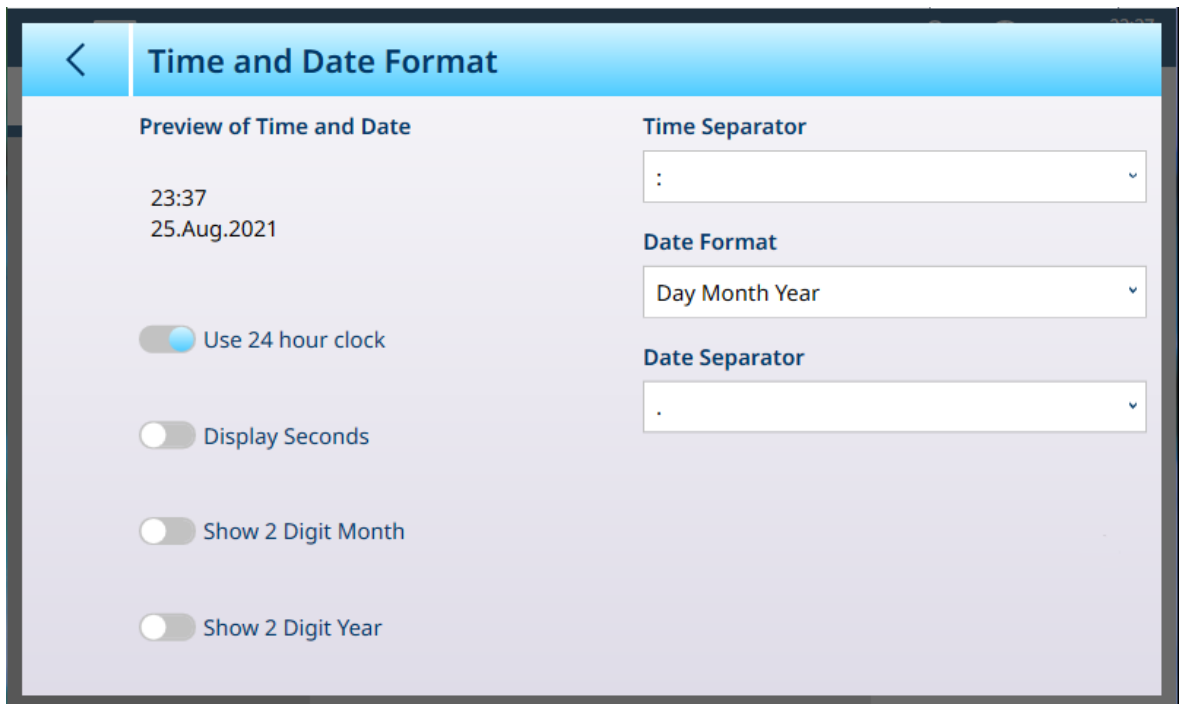 Time and Date Format
Preview of Time and Date
23:37
25.Aug.2021
Use 24 hour clock
Display Seconds
Show 2 Digit Month
Show 2 Digit Year
Time Separator
:
Date Format
Day Month Year
Date Separator
.